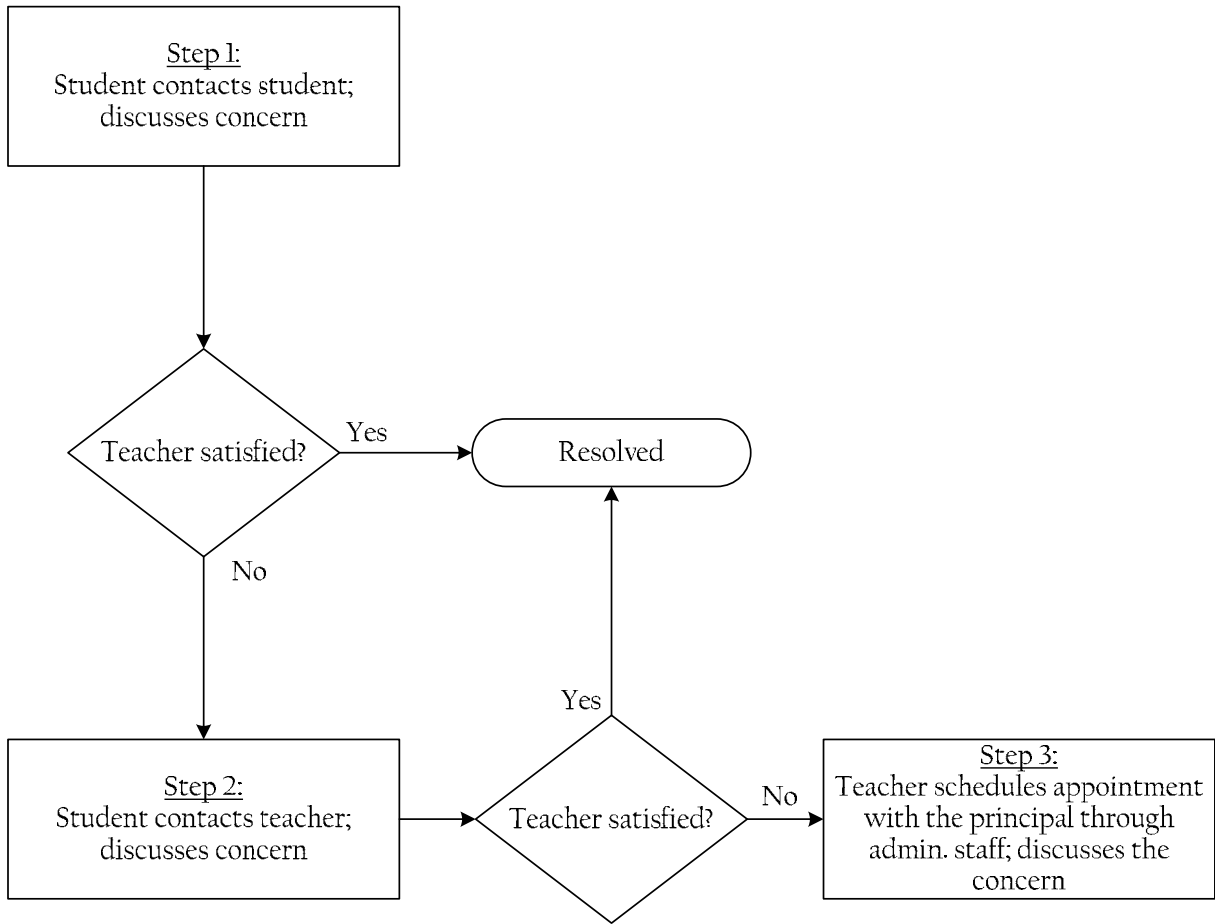 Step 1:
Student contacts student;
discusses concern
Teacher satisfied?
Yes
Resolved
No
Step 2:
Student contacts teacher;
discusses concern
Teacher satisfied?
Yes
No
Step 3:
Teacher schedules appointment
with the principal through
admin. staff; discusses the
concern